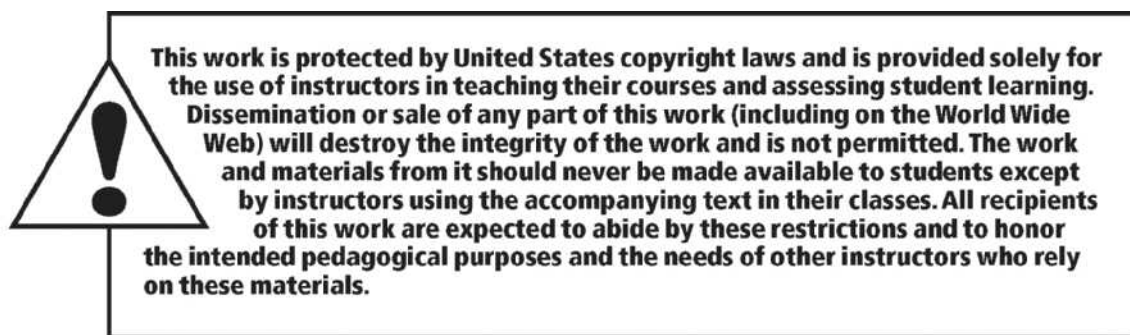 This work is protected by United States copyright laws and is provided solely for
the use of instructors in teaching their courses and assessing student learning.
Dissemination or sale of any part of this work (including on the World Wide
Web) will destroy the integrity of the work and is not permitted. The work
and materials from it should never be made available to students except
by instructors using the accompanying text in their classes. All recipients
of this work are expected to abide by these restrictions and to honor
the intended pedagogical purposes and the needs of other instructors who rely
on these materials.